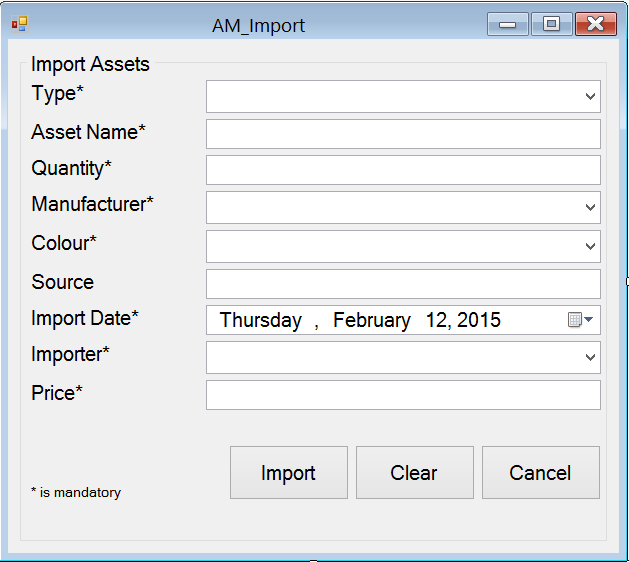 AM_Import
Import Assets
Type*
Asset Name*
Quantity*
Manufacturer*
Colour*
Source
Import Date* Thursday , February 12, 2015
Importer*
Price*
Import Clear Cancel
* is mandatory